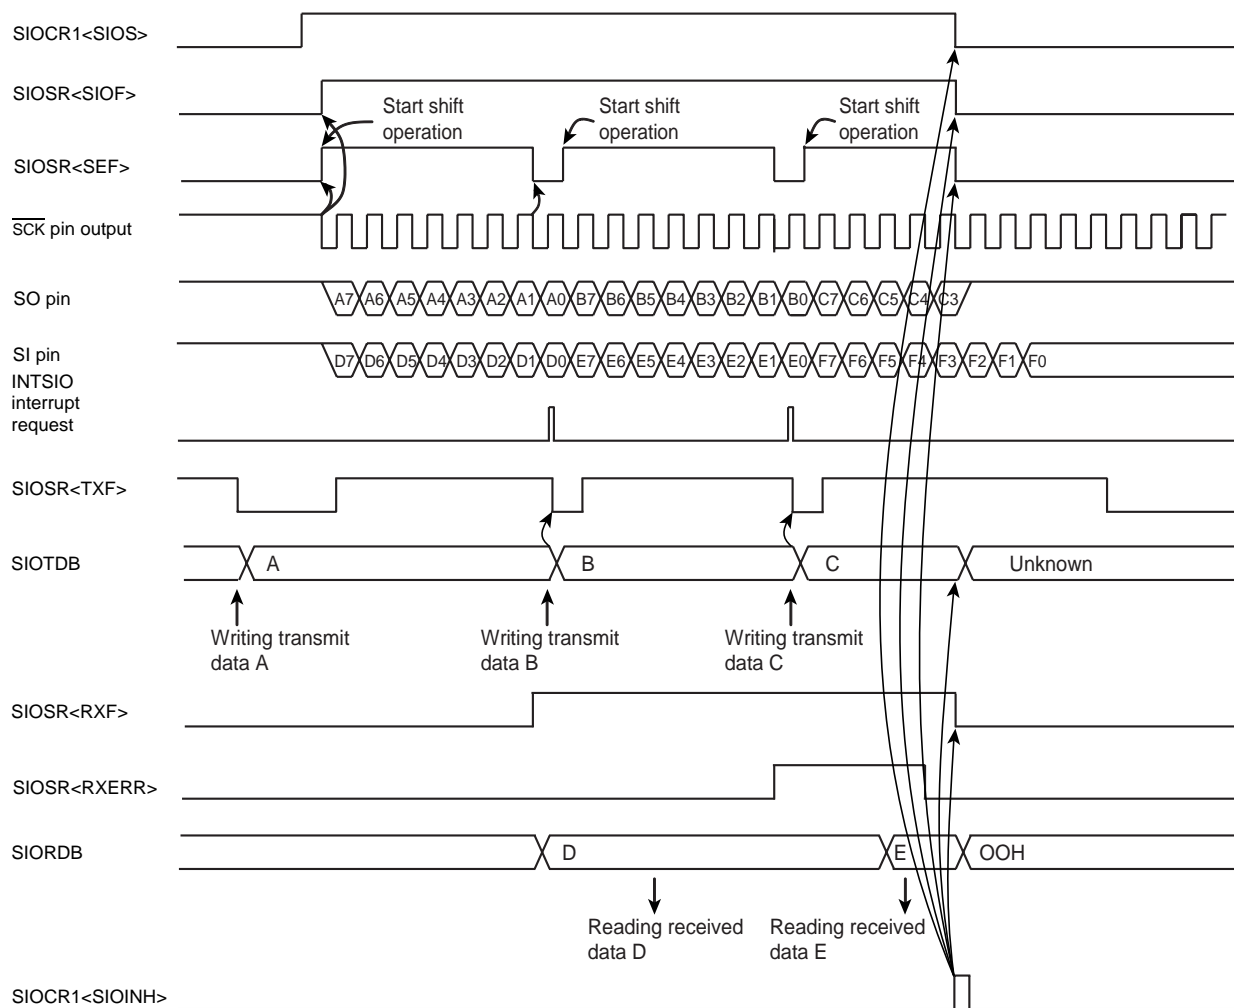 SIOCR1<SIOS>
SIOSR<SIOF>
Start shift
operation
Start shift
operation
Start shift
operation
SIOSR<SEF>
SCK pin output
SO pin
A7 A6 A5 A4 A3 A2 A1 A0 B7 B6 B5 B4 B3 B2 B1 B0 C7 C6 C5 C4 C3
SI pin
D7 D6 D5 D4 D3 D2 D1 D0 E7 E6 E5 E4 E3 E2 E1 E0 F7 F6 F5 F4 F3 F2 F1 F0
INTSIO
interrupt
request
SIOSR<TXF>
SIOTDB
A B C Unknown
Writing transmit
data A
Writing transmit
data B
Writing transmit
data C
SIOSR<RXF>
SIOSR<RXERR>
SIORDB
D E OOH
Reading received
data D
Reading received
data E
SIOCR1<SIOINH>